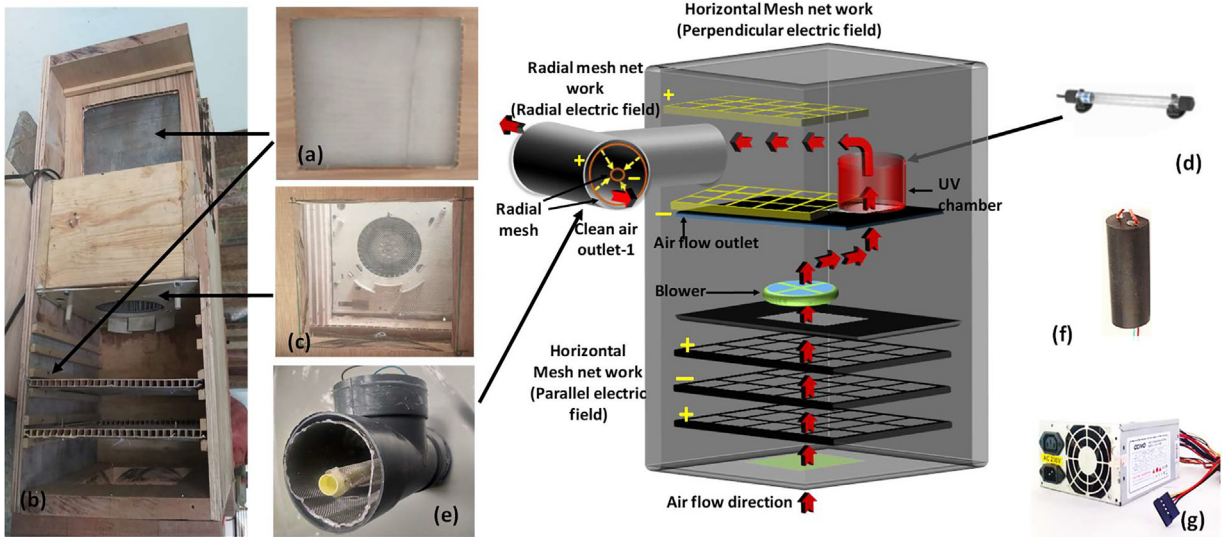 Horizontal Mesh net work
(Perpendicular electric field)
Radial mesh net
work
(Radial electric field)
+
+
−
Radial
mesh
Clean air
outlet-1
−
Air flow outlet
UV
chamber
Blower
Horizontal
Mesh net work
(Parallel electric
field)
+
−
+
Air flow direction
(a)
(b)
(c)
(d)
(e)
(f)
(g)
AC 230V